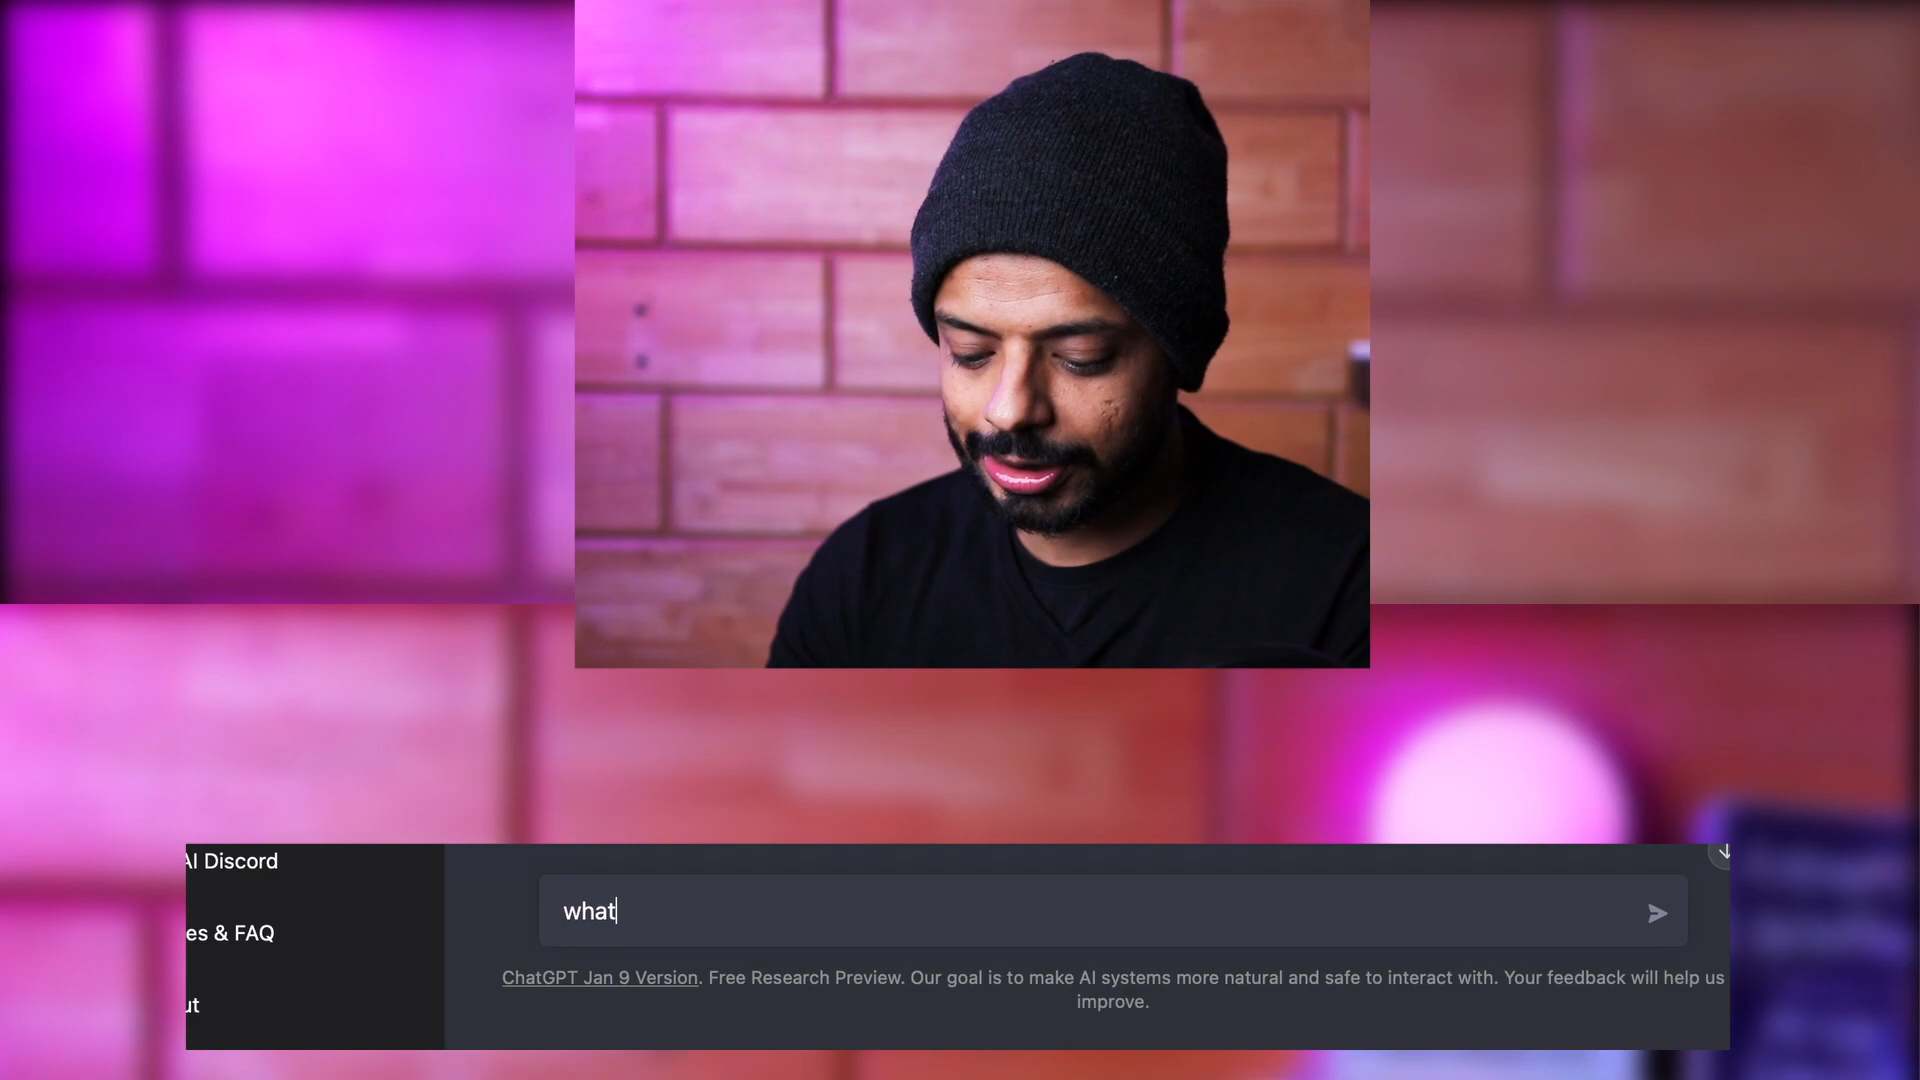 AI Discord
es & FAQ
ut
what
ChatGPT Jan 9 Version. Free Research Preview. Our goal is to make AI systems more natural and safe to interact with. Your feedback will help us
improve.